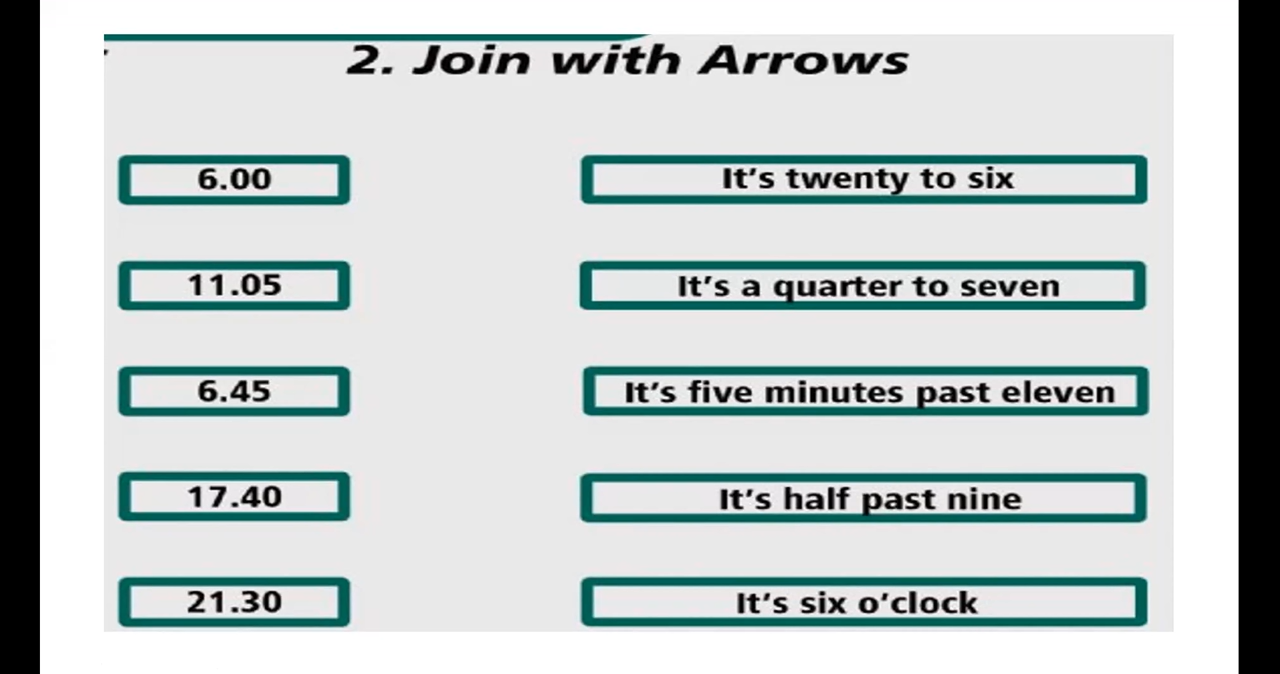 2. Join with Arrows
6.00
It's twenty to six
11.05
It's a quarter to seven
6.45
It's five minutes past eleven
17.40
It's half past nine
21.30
It's six o'clock